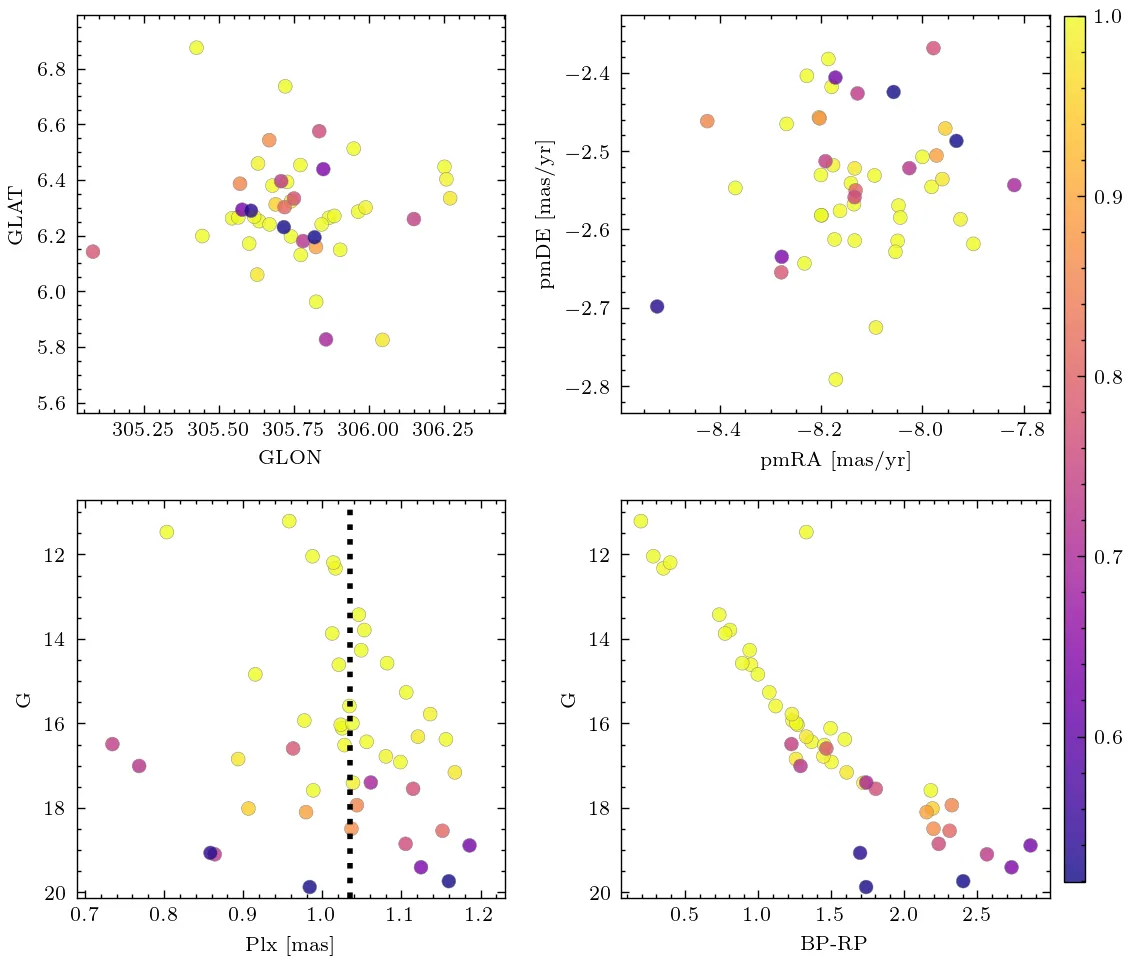 6.8
6.6
6.4
6.2
6.0
5.8
5.6
GLAT
305.25 305.50 305.75 306.00 306.25
GLON
−2.4
−2.5
−2.6
−2.7
−2.8
pmDE [mas/yr]
−8.4 −8.2 −8.0 −7.8
pmRA [mas/yr]
12
14
16
18
20
G
0.7 0.8 0.9 1.0 1.1 1.2
Plx [mas]
12
14
16
18
20
G
0.5 1.0 1.5 2.0 2.5
BP-RP
1.0
0.9
0.8
0.7
0.6